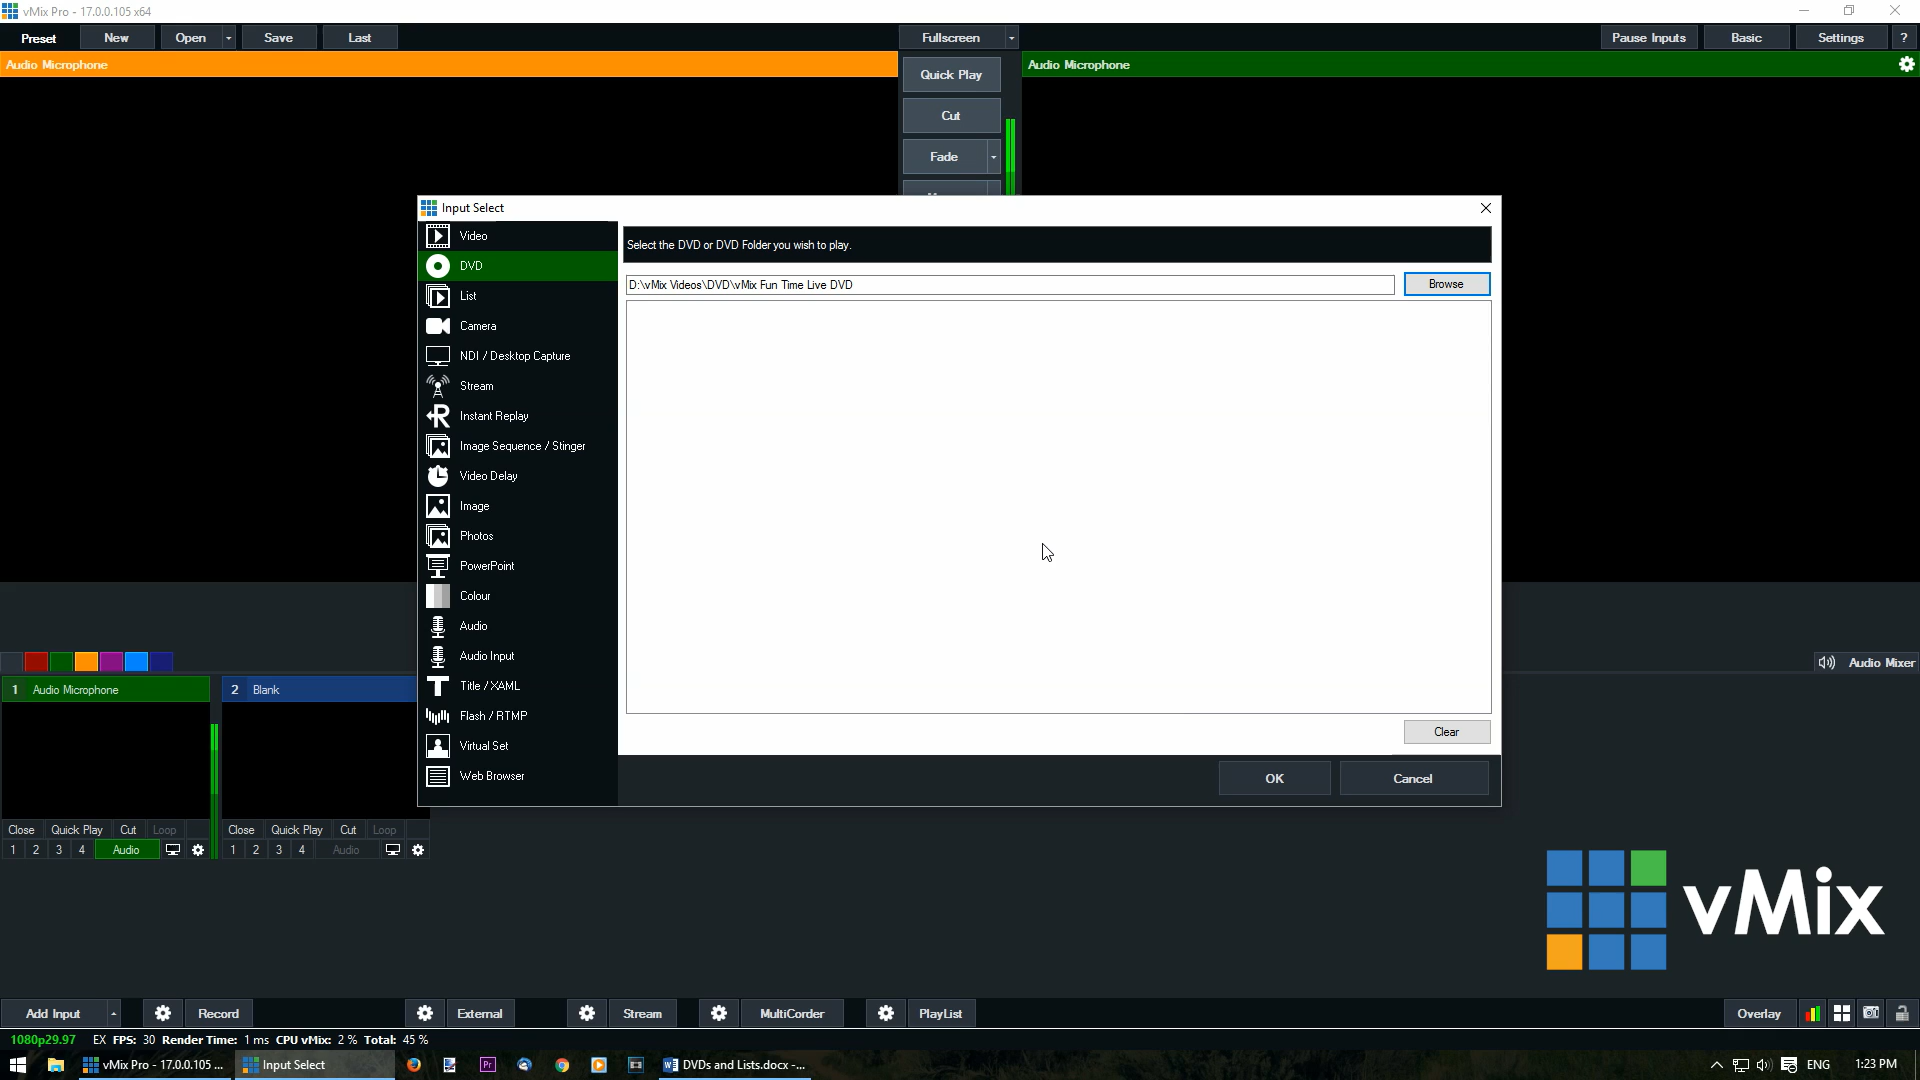 vMix Pro - 17.0.0.105 x64
Preset New Open Save Last Fullscreen Pause Inputs Basic Settings ?
Audio Microphone
Audio Microphone
Quick Play
Cut
Fade
Input Select
Video
DVD
List
Camera
NDI / Desktop Capture
Stream
Instant Replay
Image Sequence / Stinger
Video Delay
Image
Photos
PowerPoint
Colour
Audio
Audio Input
Title / XAML
Flash / RTMP
Virtual Set
Web Browser
Select the DVD or DVD Folder you wish to play.
D:\vMix Videos\DVD\vMix Fun Time Live DVD
Browse
Clear
OK Cancel
Audio Mixer
1 Audio Microphone
2 Blank
Close Quick Play Cut Loop
1 2 3 4 Audio
Close Quick Play Cut Loop
1 2 3 4 Audio
vMix
Add Input Record External Stream MultiCorder PlayList Overlay
1080p29.97 EX FPS: 30 Render Time: 1 ms CPU vMix: 2 % Total: 45 %
vMix Pro - 17.0.0.105 ... Input Select Pr DVDs and Lists.docx -... ENG 1:23 PM